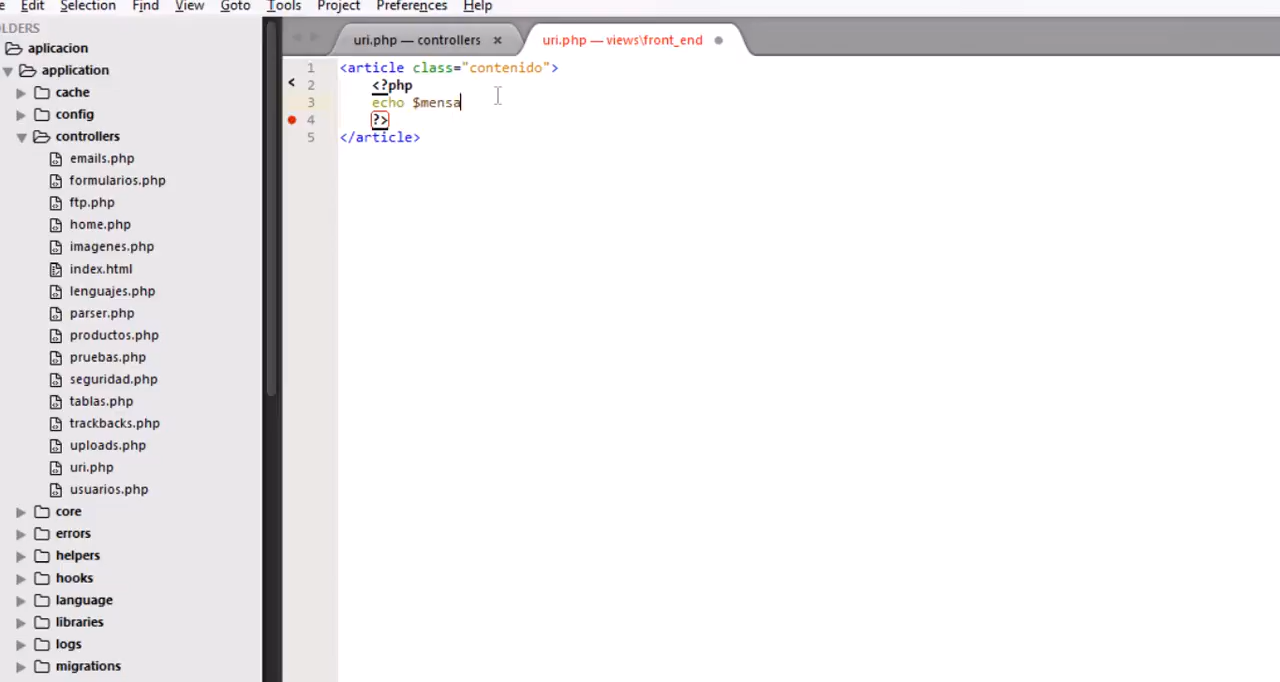 Edit Selection Find View Goto Tools Project Preferences Help
LDERS
aplicacion
application
cache
config
controllers
emails.php
formularios.php
ftp.php
home.php
imagenes.php
index.html
lenguajes.php
parser.php
productos.php
pruebas.php
seguridad.php
tablas.php
trackbacks.php
uploads.php
uri.php
usuarios.php
core
errors
helpers
hooks
language
libraries
logs
migrations
uri.php — controllers × uri.php — views\front_end
1 <article class="contenido">
2 <?php
3 echo $mensa
4 ?>
5 </article>